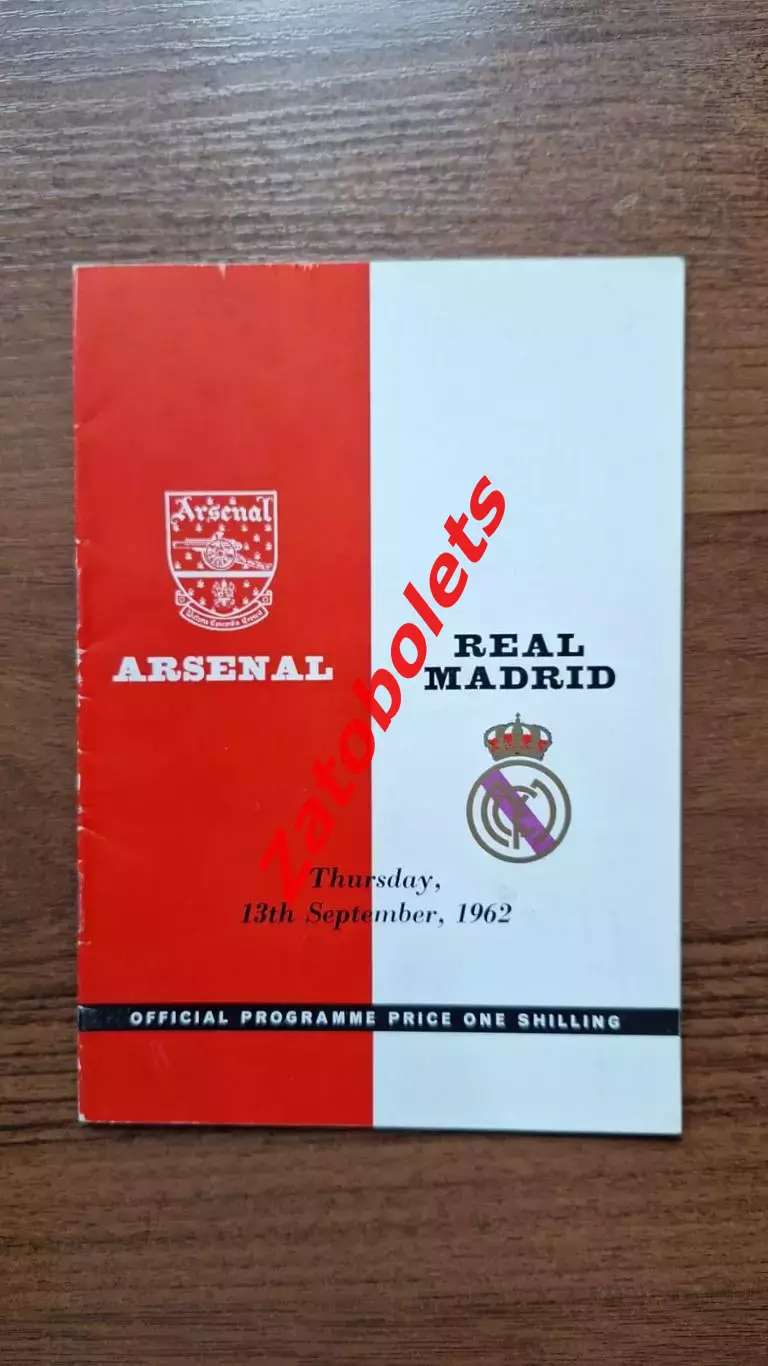 Arsenal
Victoria Concordia Crescit
ARSENAL
REAL
MADRID
Zatobolets
Thursday,
13th September, 1962
OFFICIAL PROGRAMME PRICE ONE SHILLING